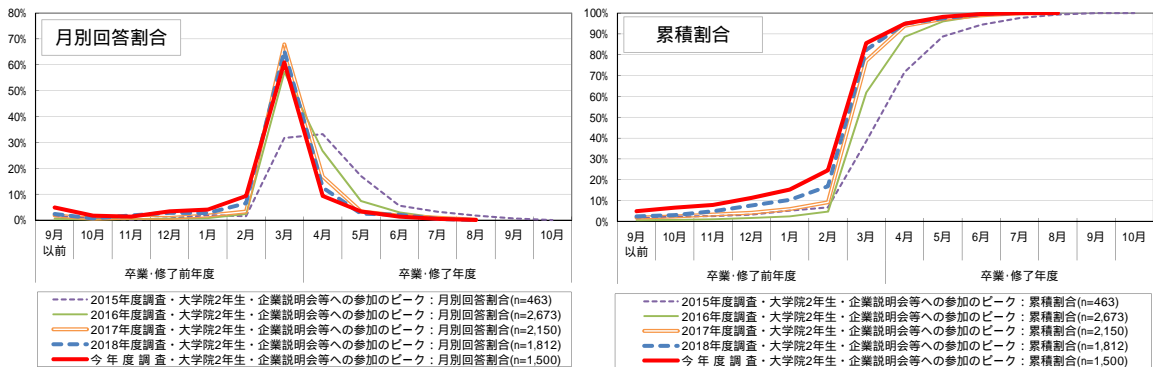 月別回答割合
80%
70%
60%
50%
40%
30%
20%
10%
0%
9月 10月 11月 12月 1月 2月 3月 4月 5月 6月 7月 8月 9月 10月
以前
卒業・修了前年度 卒業・修了年度
2015年度調査・大学院2年生・企業説明会等への参加のピーク：月別回答割合(n=463)
2016年度調査・大学院2年生・企業説明会等への参加のピーク：月別回答割合(n=2,673)
2017年度調査・大学院2年生・企業説明会等への参加のピーク：月別回答割合(n=2,150)
2018年度調査・大学院2年生・企業説明会等への参加のピーク：月別回答割合(n=1,812)
今 年 度 調 査・大学院2年生・企業説明会等への参加のピーク：月別回答割合(n=1,500)
累積割合
100%
90%
80%
70%
60%
50%
40%
30%
20%
10%
0%
9月 10月 11月 12月 1月 2月 3月 4月 5月 6月 7月 8月 9月 10月
以前
卒業・修了前年度 卒業・修了年度
2015年度調査・大学院2年生・企業説明会等への参加のピーク：累積割合(n=463)
2016年度調査・大学院2年生・企業説明会等への参加のピーク：累積割合(n=2,673)
2017年度調査・大学院2年生・企業説明会等への参加のピーク：累積割合(n=2,150)
2018年度調査・大学院2年生・企業説明会等への参加のピーク：累積割合(n=1,812)
今 年 度 調 査・大学院2年生・企業説明会等への参加のピーク：累積割合(n=1,500)